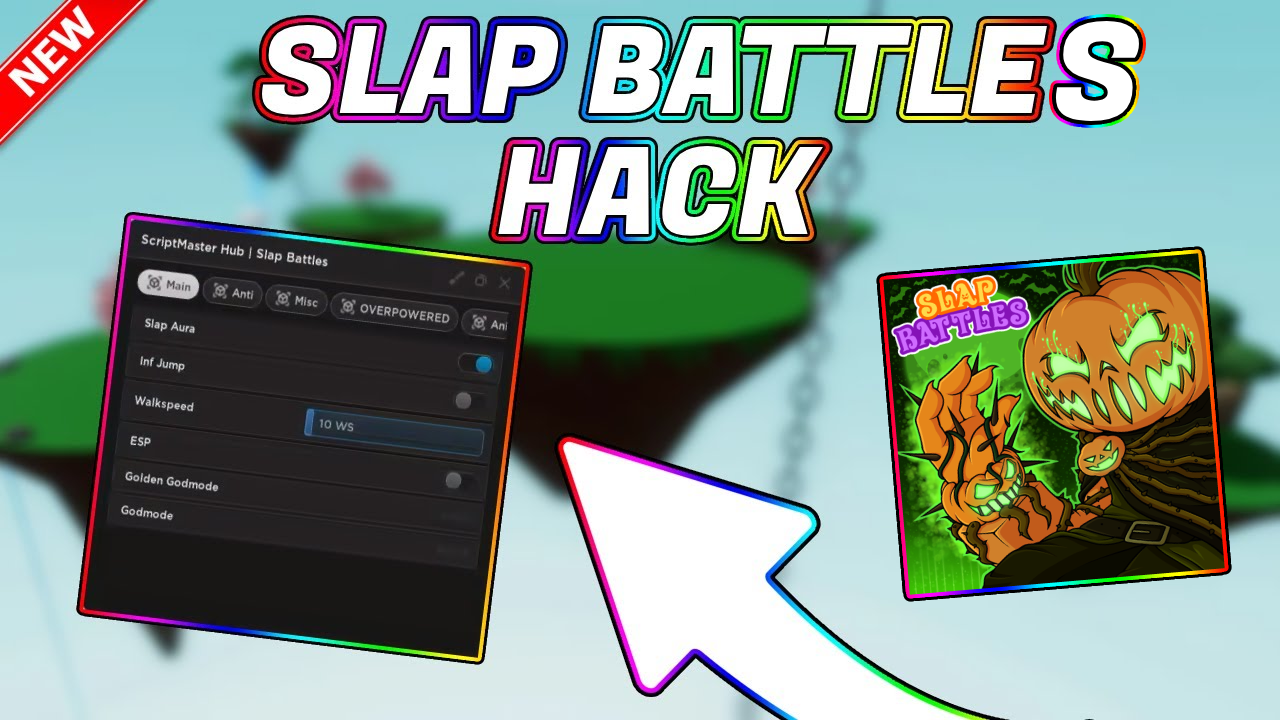 NEW
SLAP BATTLES
HACK
ScriptMaster Hub | Slap Battles
Main
Anti
Misc
OVERPOWERED
Slap Aura
Inf Jump
Walkspeed
10 WS
ESP
Golden Godmode
Godmode
SLAP
BATTLES